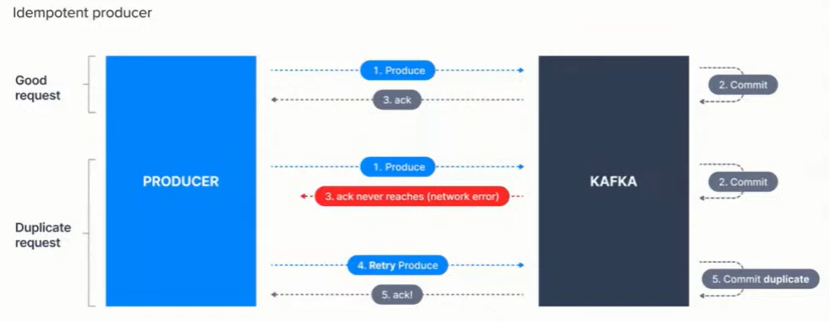 Idempotent producer
Good
request
1. Produce
3. ack
2. Commit
PRODUCER
KAFKA
Duplicate
request
1. Produce
3. ack never reaches (network error)
2. Commit
4. Retry Produce
5. ack!
5. Commit duplicate